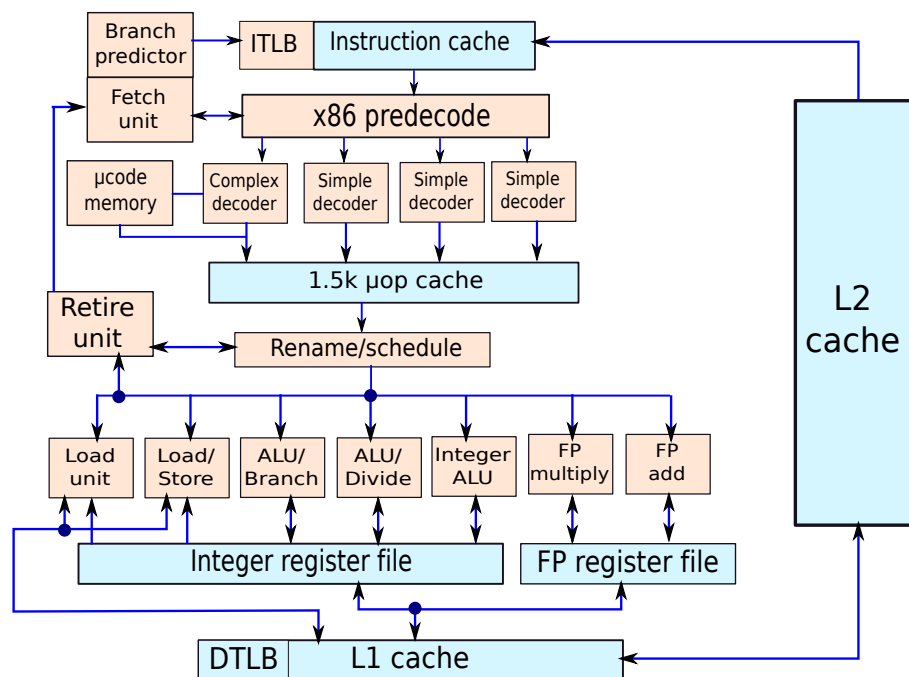 Branch
predictor
ITLB
Instruction cache
Fetch
unit
x86 predecode
µcode
memory
Complex
decoder
Simple
decoder
Simple
decoder
Simple
decoder
1.5k µop cache
L2
cache
Retire
unit
Rename/schedule
Load
unit
Load/
Store
ALU/
Branch
ALU/
Divide
Integer
ALU
FP
multiply
FP
add
Integer register file
FP register file
DTLB
L1 cache